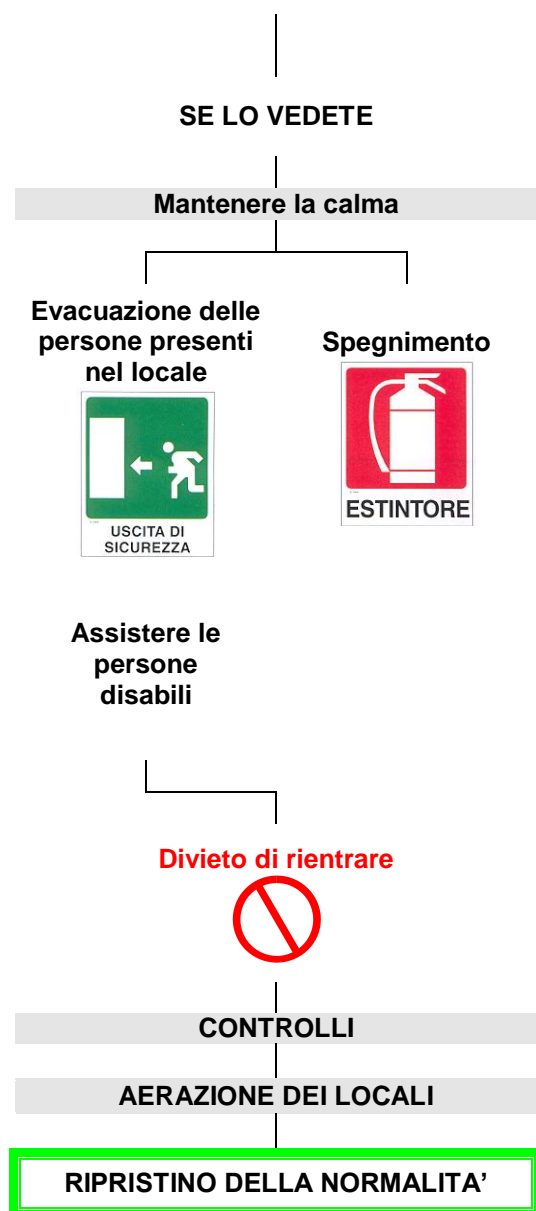 SE LO VEDETE
Mantenere la calma
Evacuazione delle
persone presenti
nel locale
USCITA DI
SICUREZZA
Spegnimento
ESTINTORE
Assistere le
persone
disabili
Divieto di rientrare
CONTROLLI
AERAZIONE DEI LOCALI
RIPRISTINO DELLA NORMALITA’